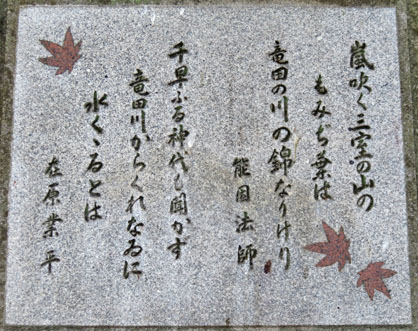 嵐吹く三室の山の
もみぢ葉は
竜田の川の錦なりけり
能因法師
千早ふる神代も聞かず
竜田川からくれなゐに
水くゝるとは
在原業平